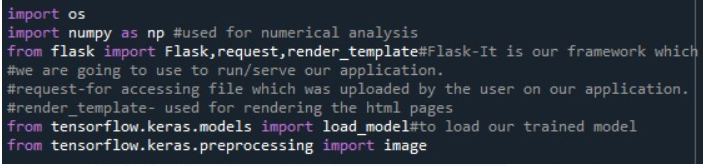 import os
import numpy as np #used for numerical analysis
from flask import Flask,request,render_template#Flask-It is our framework which
#we are going to use to run/serve our application.
#request-for accessing file which was uploaded by the user on our application.
#render_template- used for rendering the html pages
from tensorflow.keras.models import load_model#to load our trained model
from tensorflow.keras.preprocessing import image